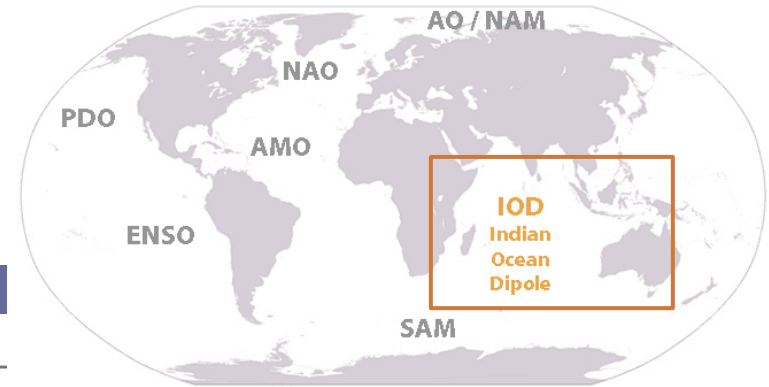 AO / NAM
NAO
PDO
AMO
IOD
Indian
Ocean
Dipole
ENSO
SAM